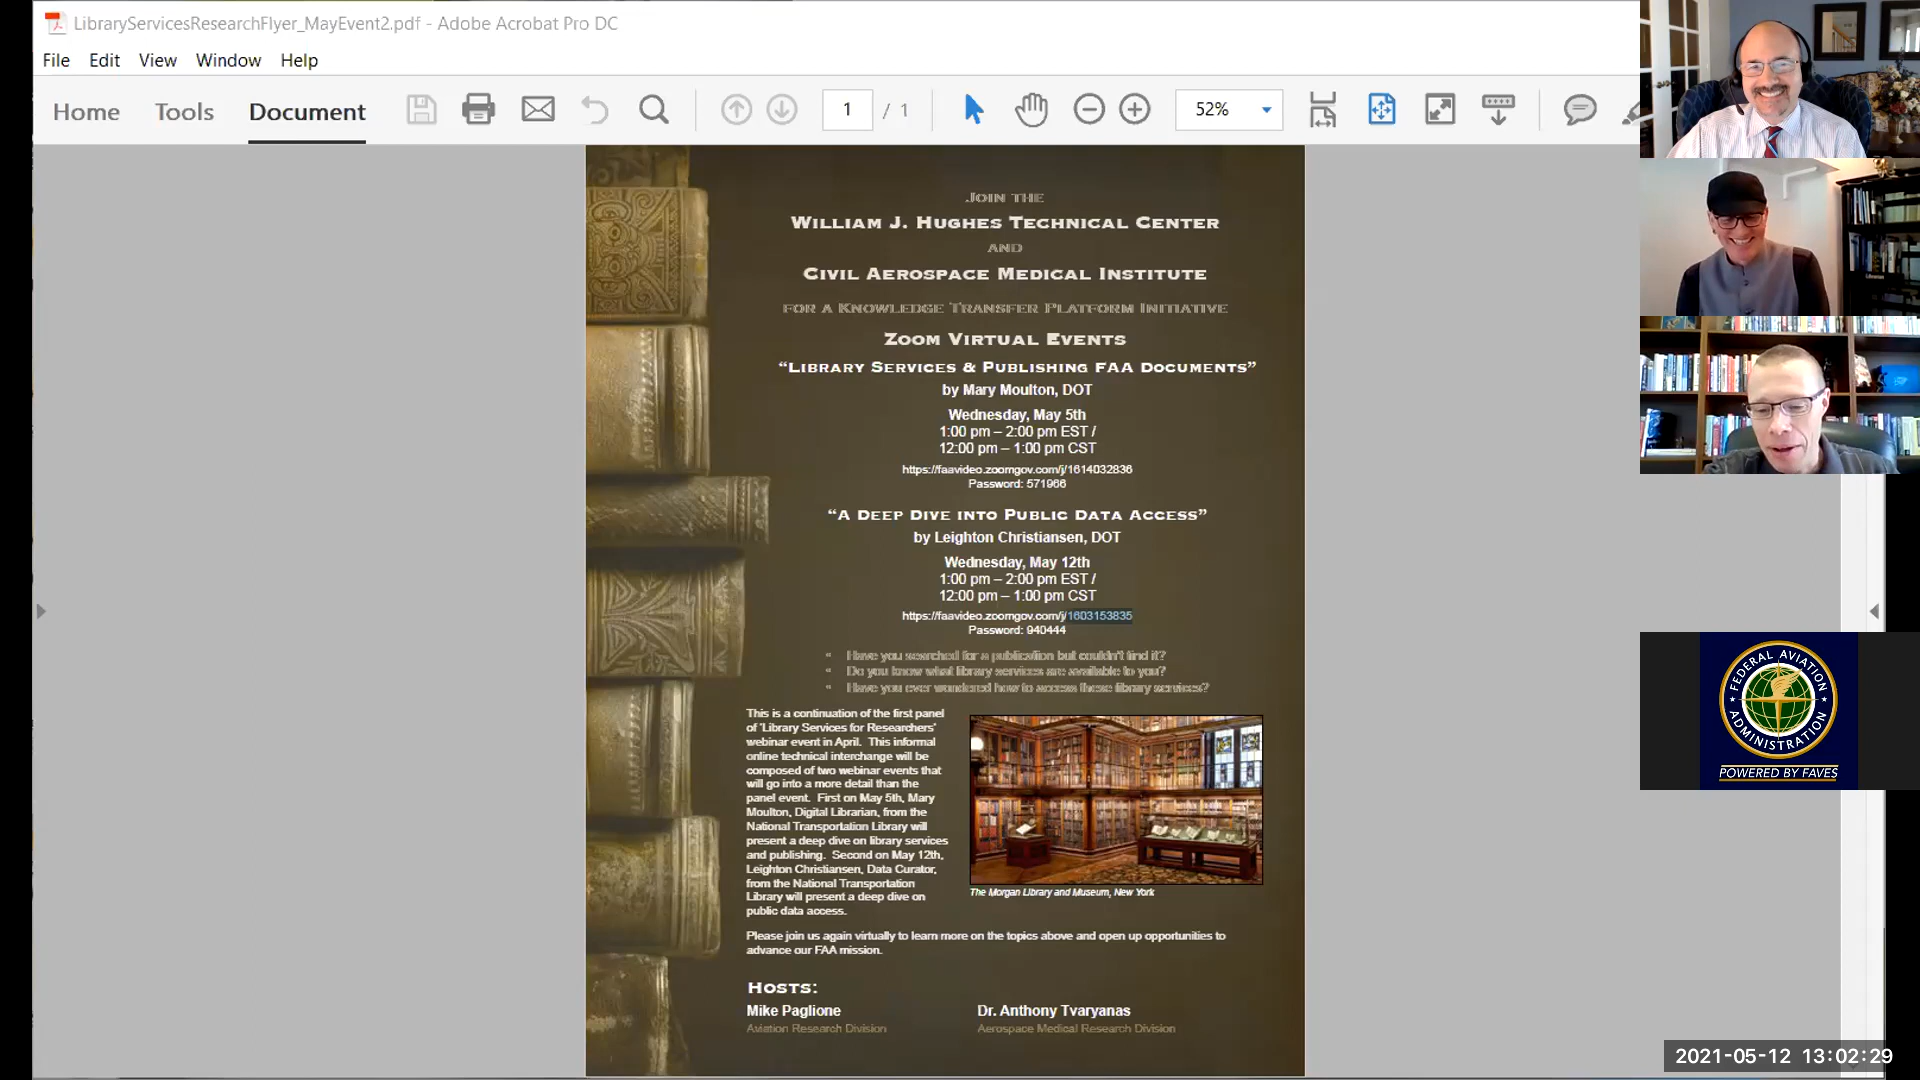 LibraryServicesResearchFlyer_MayEvent2.pdf - Adobe Acrobat Pro DC
File Edit View Window Help
Home Tools Document 1 / 1 52%
JOIN THE
WILLIAM J. HUGHES TECHNICAL CENTER
AND
CIVIL AEROSPACE MEDICAL INSTITUTE
FOR A KNOWLEDGE TRANSFER PLATFORM INITIATIVE
ZOOM VIRTUAL EVENTS
“LIBRARY SERVICES & PUBLISHING FAA DOCUMENTS”
by Mary Moulton, DOT
Wednesday, May 5th
1:00 pm – 2:00 pm EST /
12:00 pm – 1:00 pm CST
https://faavideo.zoomgov.com/j/1614032836
Password: 571966
“A DEEP DIVE INTO PUBLIC DATA ACCESS”
by Leighton Christiansen, DOT
Wednesday, May 12th
1:00 pm – 2:00 pm EST /
12:00 pm – 1:00 pm CST
https://faavideo.zoomgov.com/j/1603153835
Password: 940444
• Have you searched for a publication but couldn't find it?
• Do you know what library services are available to you?
• Have you ever wondered how to access these library services?
This is a continuation of the first panel
of 'Library Services for Researchers'
webinar event in April. This informal
online technical interchange will be
composed of two webinar events that
will go into a more detail than the
panel event. First on May 5th, Mary
Moulton, Digital Librarian, from the
National Transportation Library will
present a deep dive on library services
and publishing. Second on May 12th,
Leighton Christiansen, Data Curator,
from the National Transportation
Library will present a deep dive on
public data access.
The Morgan Library and Museum, New York
Please join us again virtually to learn more on the topics above and open up opportunities to
advance our FAA mission.
HOSTS:
Mike Paglione Dr. Anthony Tvaryanas
Aviation Research Division Aerospace Medical Research Division
Librarian
FEDERAL AVIATION
ADMINISTRATION
POWERED BY FAVES
2021-05-12 13:02:29